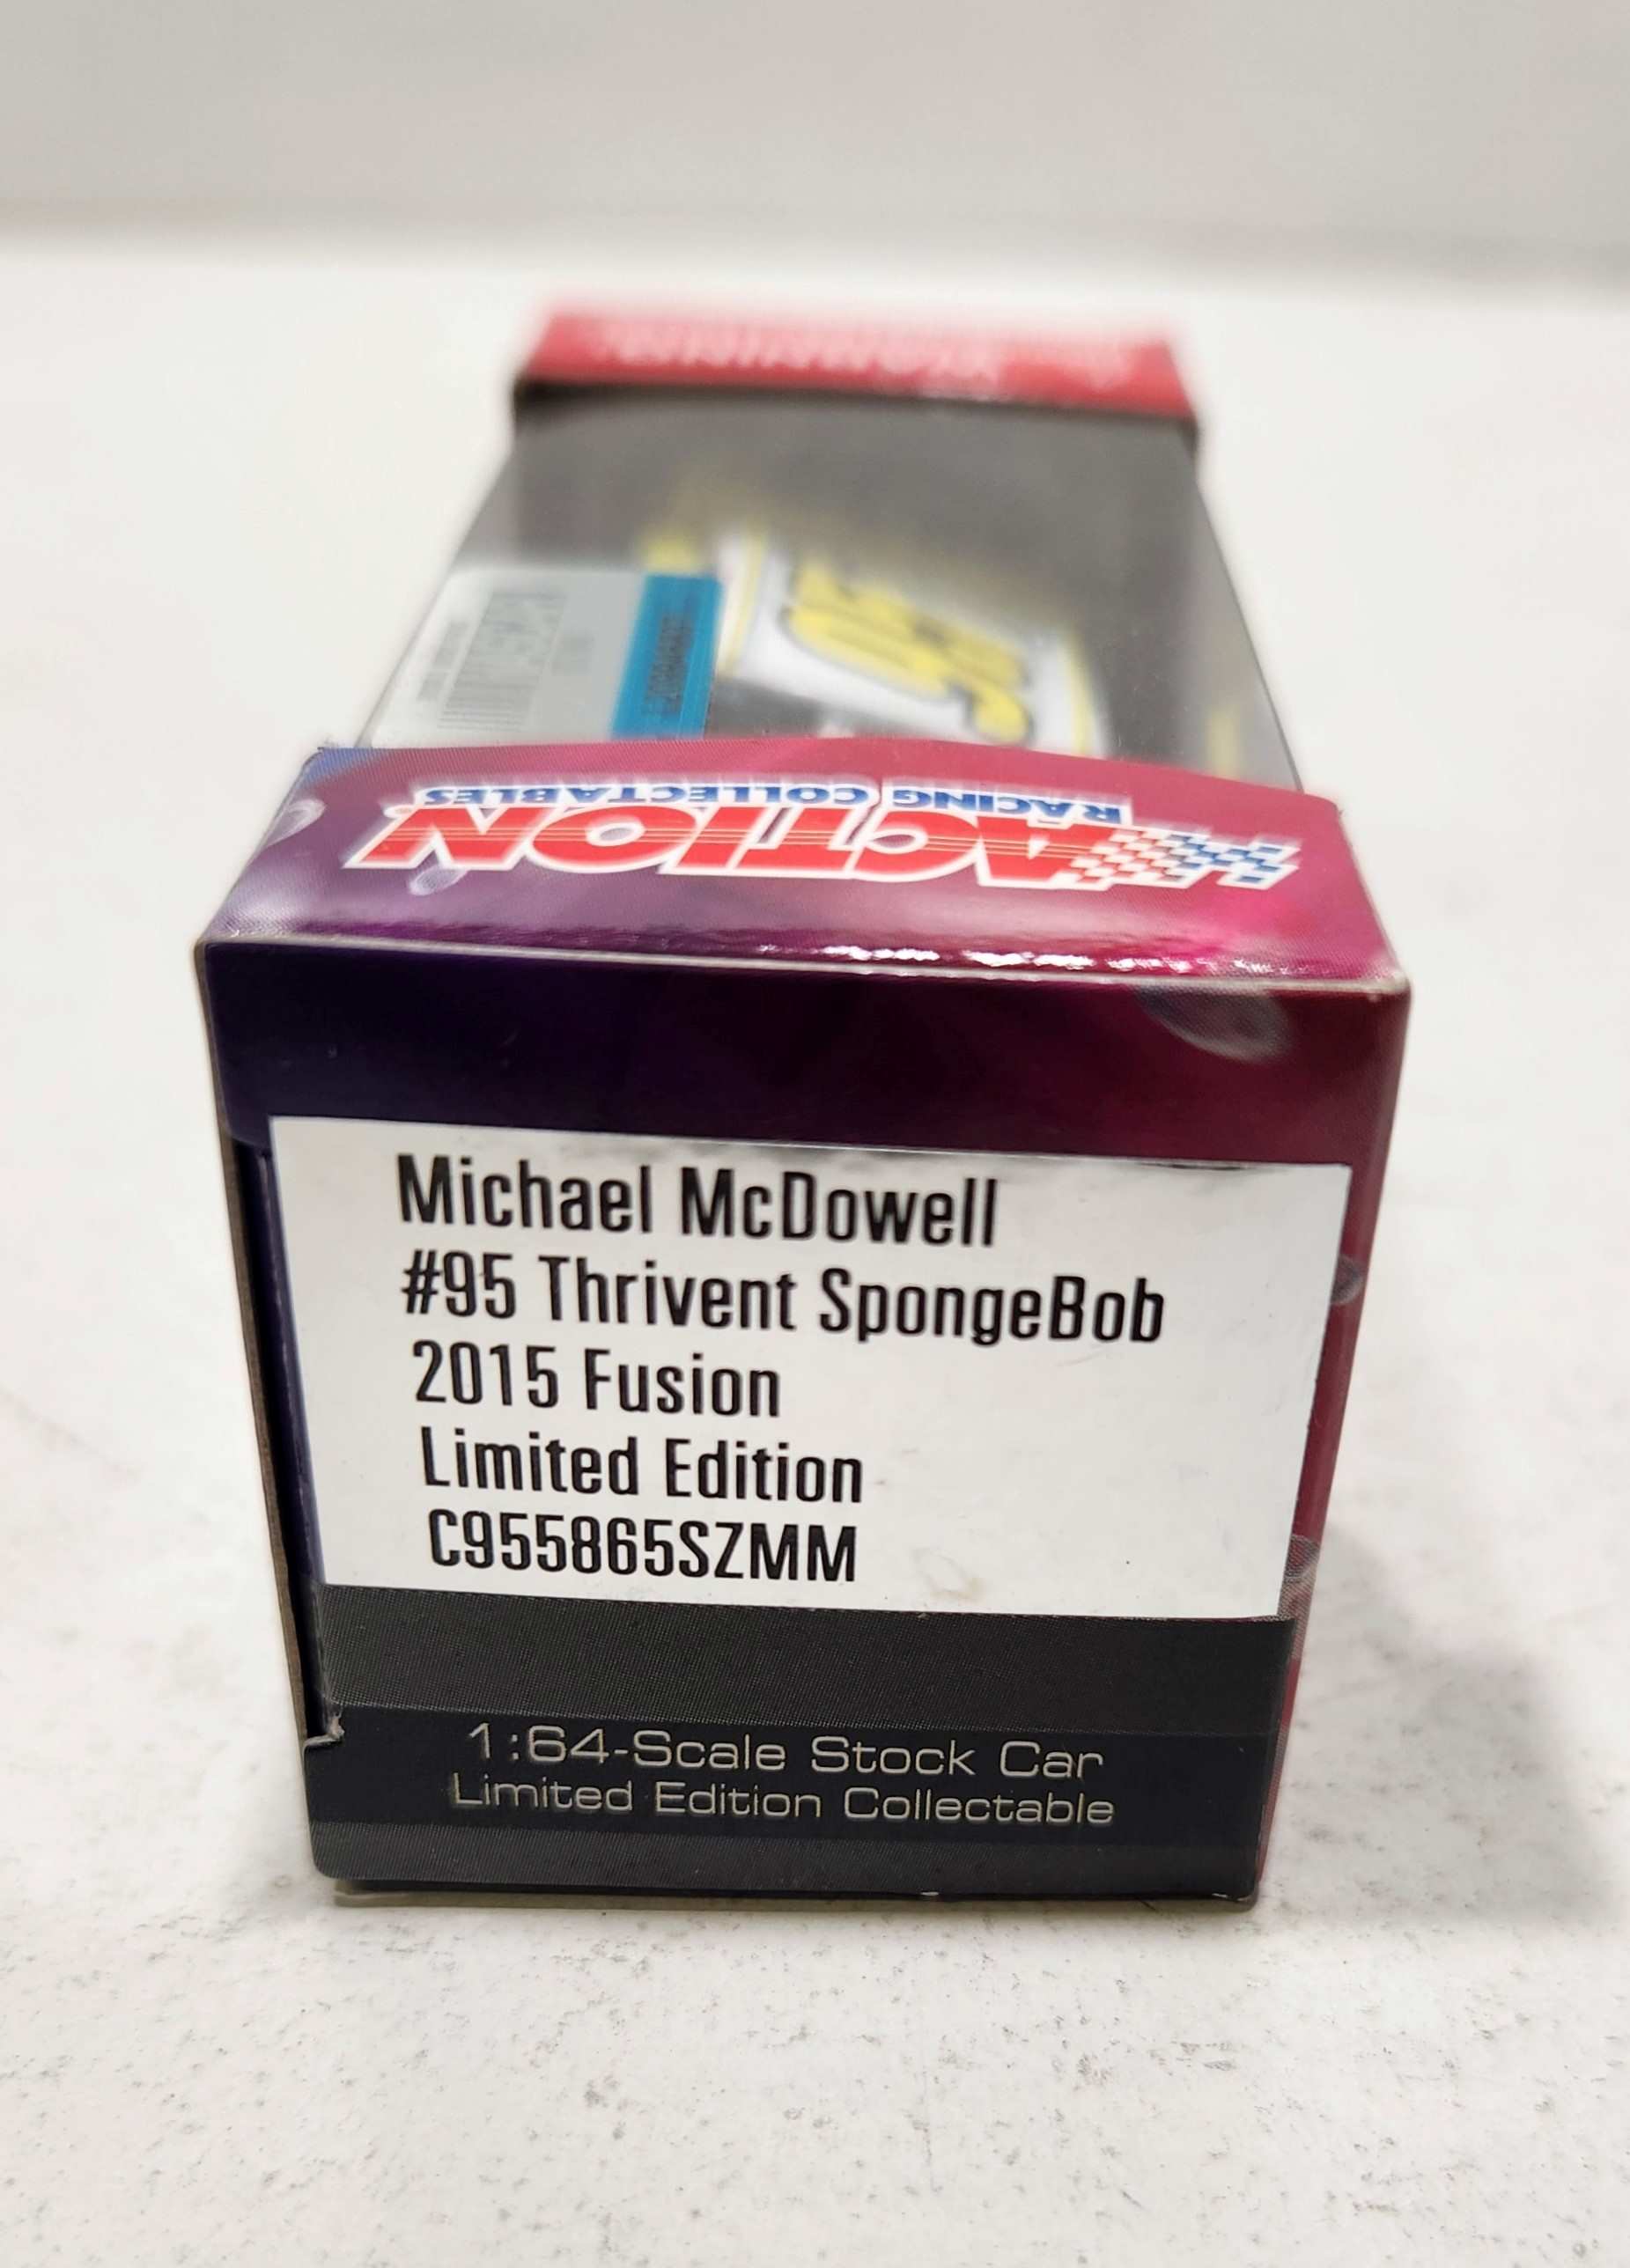 ACTION
RACING COLLECTABLES
Michael McDowell
#95 Thrivent SpongeBob
2015 Fusion
Limited Edition
C955865SZMM
1:64-Scale Stock Car
Limited Edition Collectable